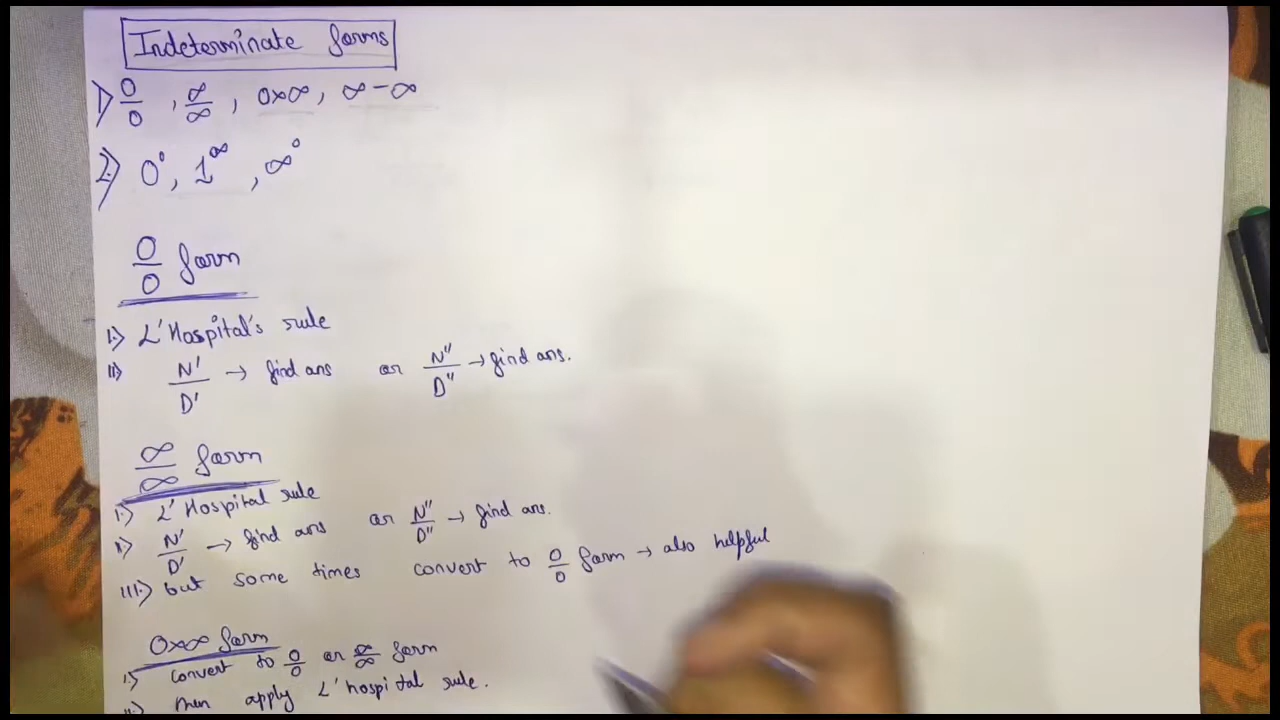 Indeterminate forms
1) 0/0 , ∞/∞ , 0×∞ , ∞-∞
2) 0⁰ , 1^∞ , ∞⁰
0/0 form
I.) L'Hospital's rule
II) N'/D' → find ans or N''/D'' → find ans.
∞/∞ form
I.) L'Hospital rule
II) N'/D' → find ans or N''/D'' → find ans.
III.) but some times convert to 0/0 form → also helpful
0×∞ form
I.) convert to 0/0 or ∞/∞ form
II.) then apply L'hospital rule.